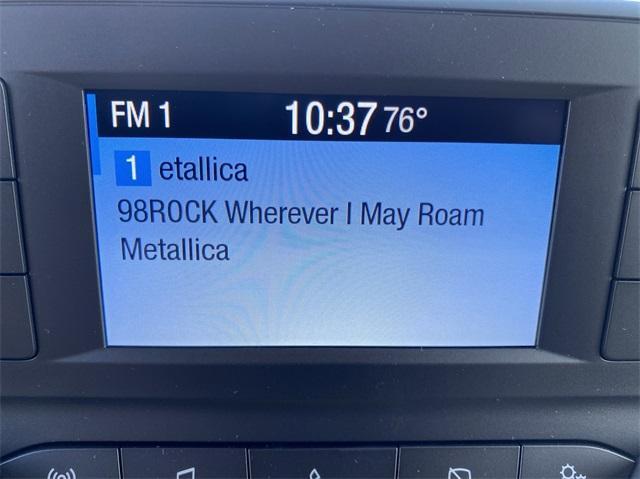 FM 1 10:37 76°
1 etallica
98ROCK Wherever I May Roam
Metallica